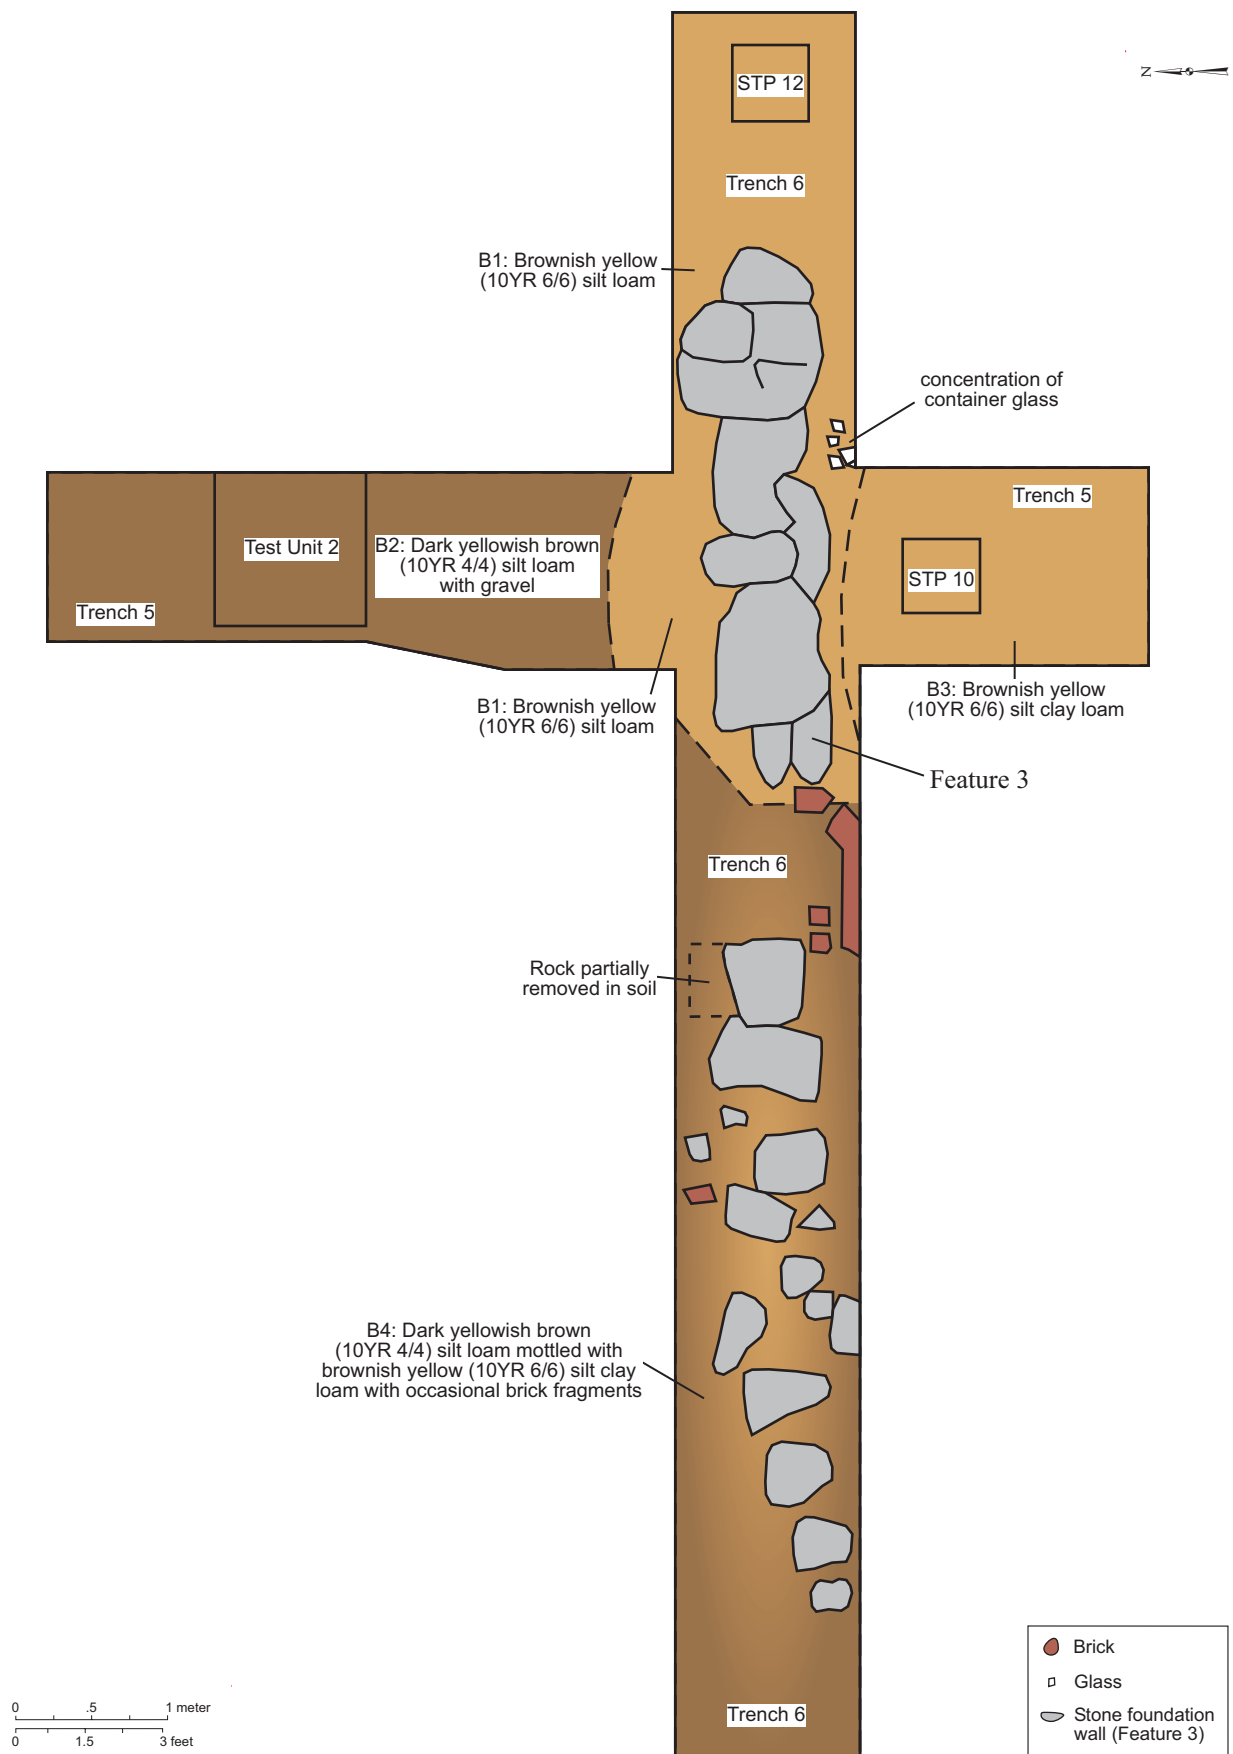 STP 12
N
Trench 6
B1: Brownish yellow
(10YR 6/6) silt loam
concentration of
container glass
Trench 5
Test Unit 2
B2: Dark yellowish brown
(10YR 4/4) silt loam
with gravel
STP 10
Trench 5
B1: Brownish yellow
(10YR 6/6) silt loam
B3: Brownish yellow
(10YR 6/6) silt clay loam
Feature 3
Trench 6
Rock partially
removed in soil
B4: Dark yellowish brown
(10YR 4/4) silt loam mottled with
brownish yellow (10YR 6/6) silt clay
loam with occasional brick fragments
Trench 6
Brick
Glass
Stone foundation
wall (Feature 3)
0 .5 1 meter
0 1.5 3 feet